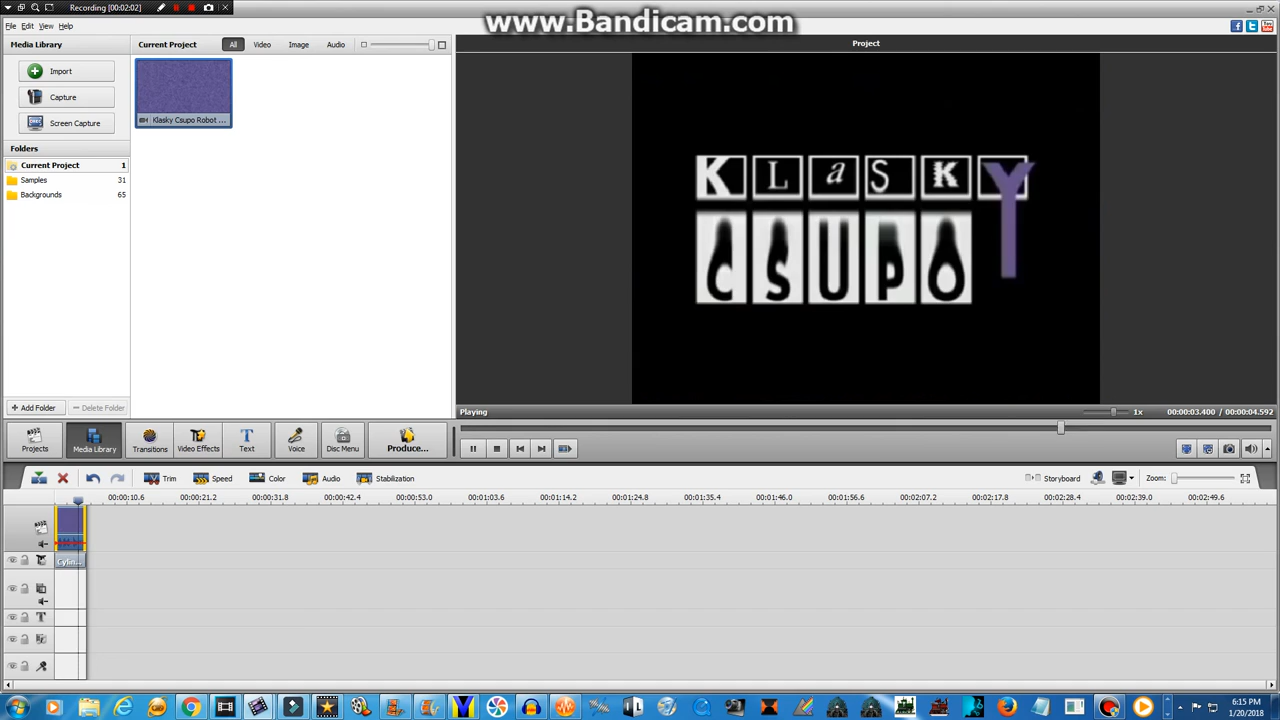 Recording [00:02:02]
www.Bandicam.com
File Edit View Help
Media Library
Current Project All Video Image Audio
Project
Import
Capture
Screen Capture
Klasky Csupo Robot ...
Folders
Current Project 1
Samples 31
Backgrounds 65
KLaSKY
CSUPO
Add Folder Delete Folder
Playing 1x 00:00:03.400 / 00:00:04.592
Projects Media Library Transitions Video Effects Text Voice Disc Menu Produce...
Trim Speed Color Audio Stabilization Storyboard Zoom:
00:00:10.6 00:00:21.2 00:00:31.8 00:00:42.4 00:00:53.0 00:01:03.6 00:01:14.2 00:01:24.8 00:01:35.4 00:01:46.0 00:01:56.6 00:02:07.2 00:02:17.8 00:02:28.4 00:02:39.0 00:02:49.6
Cylin...
6:15 PM
1/20/2018